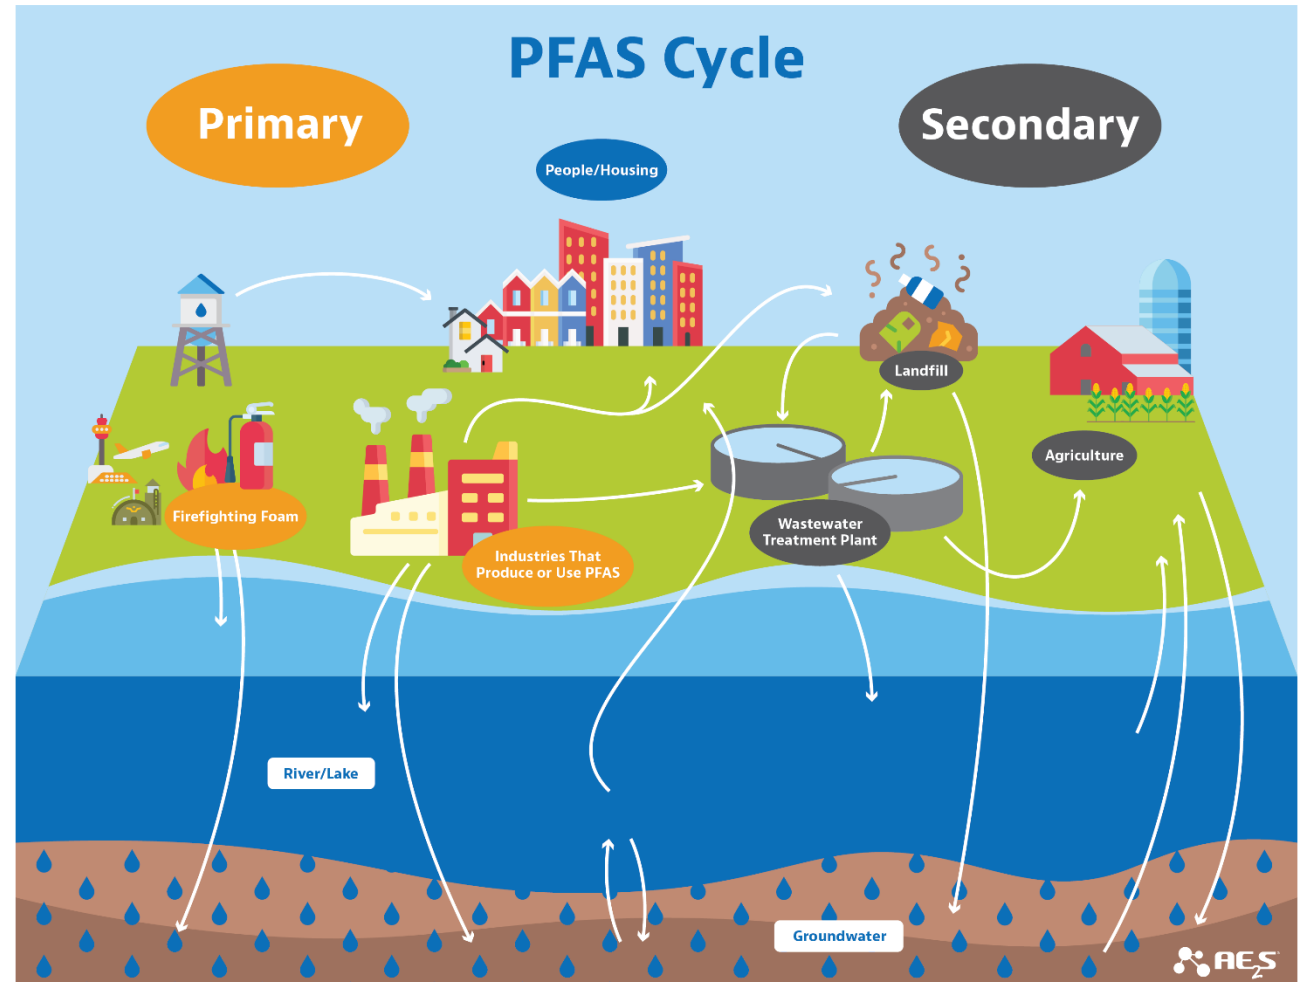 PFAS Cycle
Primary
Secondary
People/Housing
Landfill
Agriculture
Firefighting Foam
Wastewater
Treatment Plant
Industries That
Produce or Use PFAS
River/Lake
Groundwater
AE2S